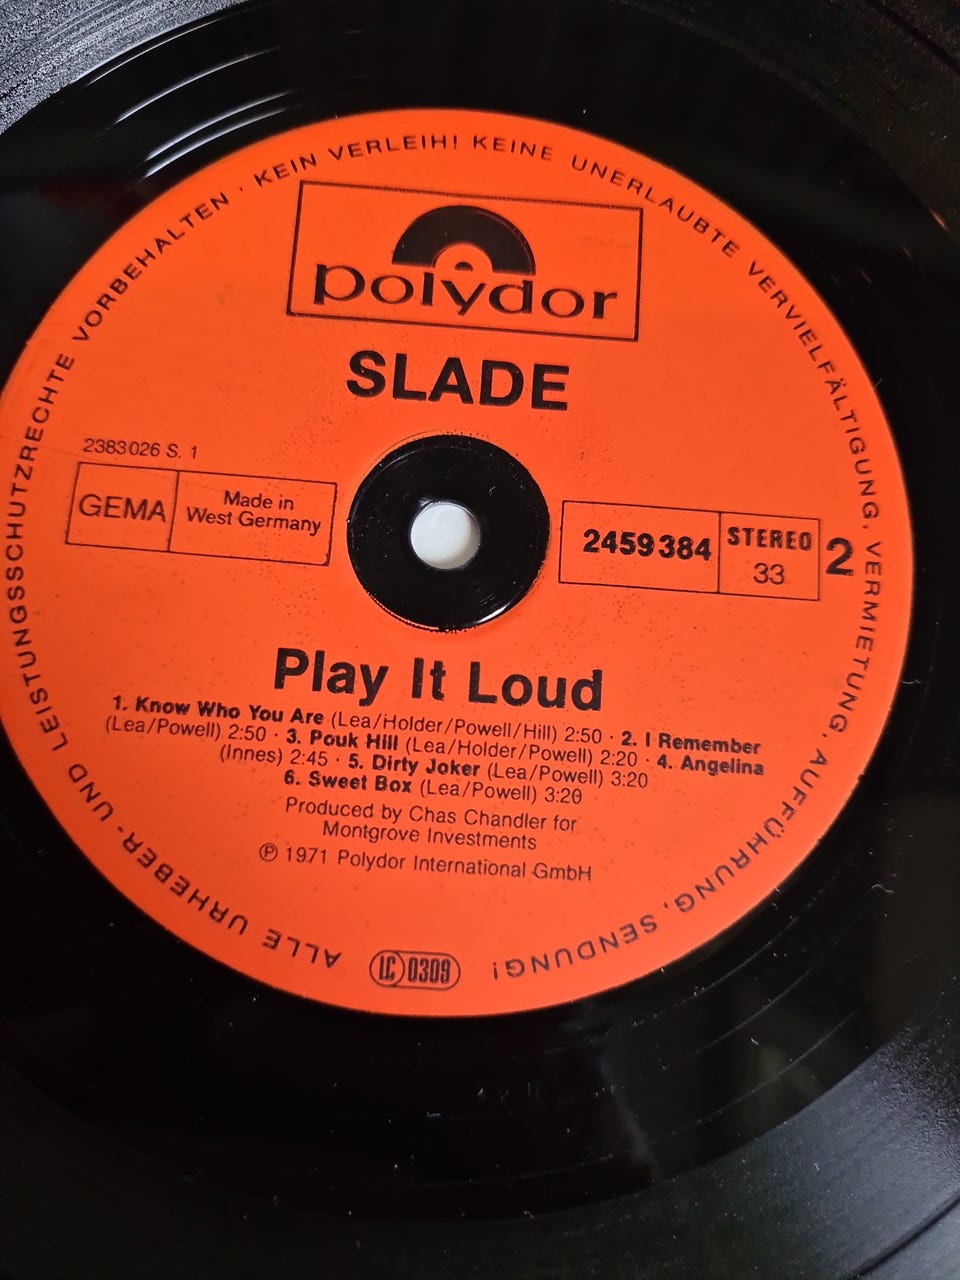 ALLE URHEBER- UND LEISTUNGSSCHUTZRECHTE VORBEHALTEN · KEIN VERLEIH! KEINE UNERLAUBTE VERVIELFÄLTIGUNG, VERMIETUNG, AUFFÜHRUNG, SENDUNG!
polydor
SLADE
2383026 S. 1
GEMA
Made in
West Germany
2459384
STEREO
33
2
Play It Loud
1. Know Who You Are (Lea/Holder/Powell/Hill) 2:50 · 2. I Remember
(Lea/Powell) 2:50 · 3. Pouk Hill (Lea/Holder/Powell) 2:20 · 4. Angelina
(Innes) 2:45 · 5. Dirty Joker (Lea/Powell) 3:20
6. Sweet Box (Lea/Powell) 3:20
Produced by Chas Chandler for
Montgrove Investments
℗ 1971 Polydor International GmbH
LC 0309